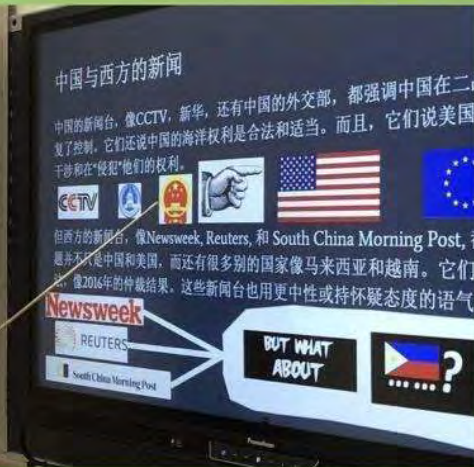 中国与西方的新闻
中国的新闻台，像CCTV，新华，还有中国的外交部，都强调中国在二
复了控制。它们还说中国的海洋权利是合法和适当。而且，它们说美国
干涉和在“侵犯”他们的权利。
CCTV
但西方的新闻台，像Newsweek, Reuters, 和 South China Morning Post,
题并不只是中国和美国，而还有很多别的国家像马来西亚和越南。它们
法，像2016年的仲裁结果。这些新闻台也用更中性或持怀疑态度的语气
Newsweek
REUTERS
South China Morning Post
BUT WHAT
ABOUT
... ...?
Promethean